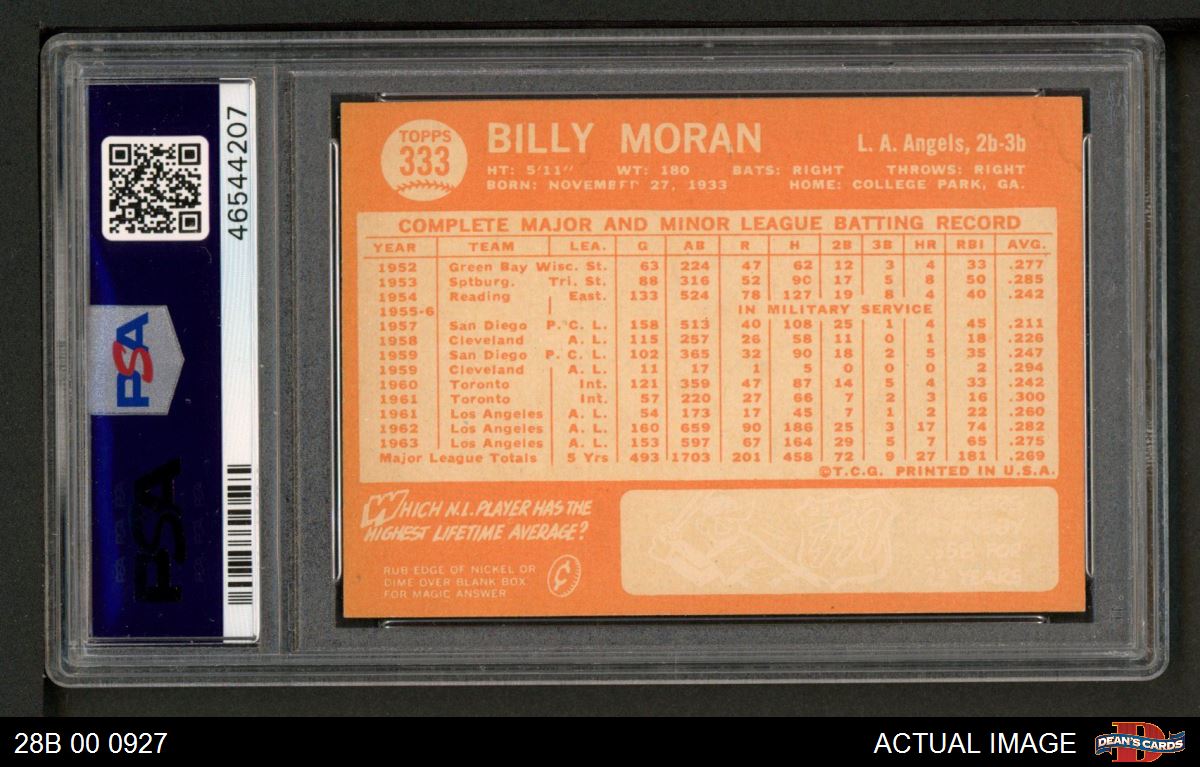 46544207
PSA
PSA
TOPPS
333
BILLY MORAN
L. A. Angels, 2b-3b
HT: 5'11" WT: 180 BATS: RIGHT THROWS: RIGHT
BORN: NOVEMBER 27, 1933 HOME: COLLEGE PARK, GA.
COMPLETE MAJOR AND MINOR LEAGUE BATTING RECORD
YEAR TEAM LEA. G AB R H 2B 3B HR RBI AVG.
1952 Green Bay Wisc. St. 63 224 47 62 12 3 4 33 .277
1953 Sptburg. Tri. St. 88 316 52 90 17 5 8 50 .285
1954 Reading East. 133 524 78 127 19 8 4 40 .242
1955-6 IN MILITARY SERVICE
1957 San Diego P. C. L. 158 513 40 108 25 1 4 45 .211
1958 Cleveland A. L. 115 257 26 58 11 0 1 18 .226
1959 San Diego P. C. L. 102 365 32 90 18 2 5 35 .247
1959 Cleveland A. L. 11 17 1 5 0 0 0 2 .294
1960 Toronto Int. 121 359 47 87 14 5 4 33 .242
1961 Toronto Int. 57 220 27 66 7 2 3 16 .300
1961 Los Angeles A. L. 54 173 17 45 7 1 2 22 .260
1962 Los Angeles A. L. 160 659 90 186 25 3 17 74 .282
1963 Los Angeles A. L. 153 597 67 164 29 5 7 65 .275
Major League Totals 5 Yrs 493 1703 201 458 72 9 27 181 .269
©T.C.G. PRINTED IN U.S.A.
WHICH N.L. PLAYER HAS THE
HIGHEST LIFETIME AVERAGE?
RUB EDGE OF NICKEL OR
DIME OVER BLANK BOX
FOR MAGIC ANSWER
28B 00 0927
ACTUAL IMAGE
DEAN'S CARDS